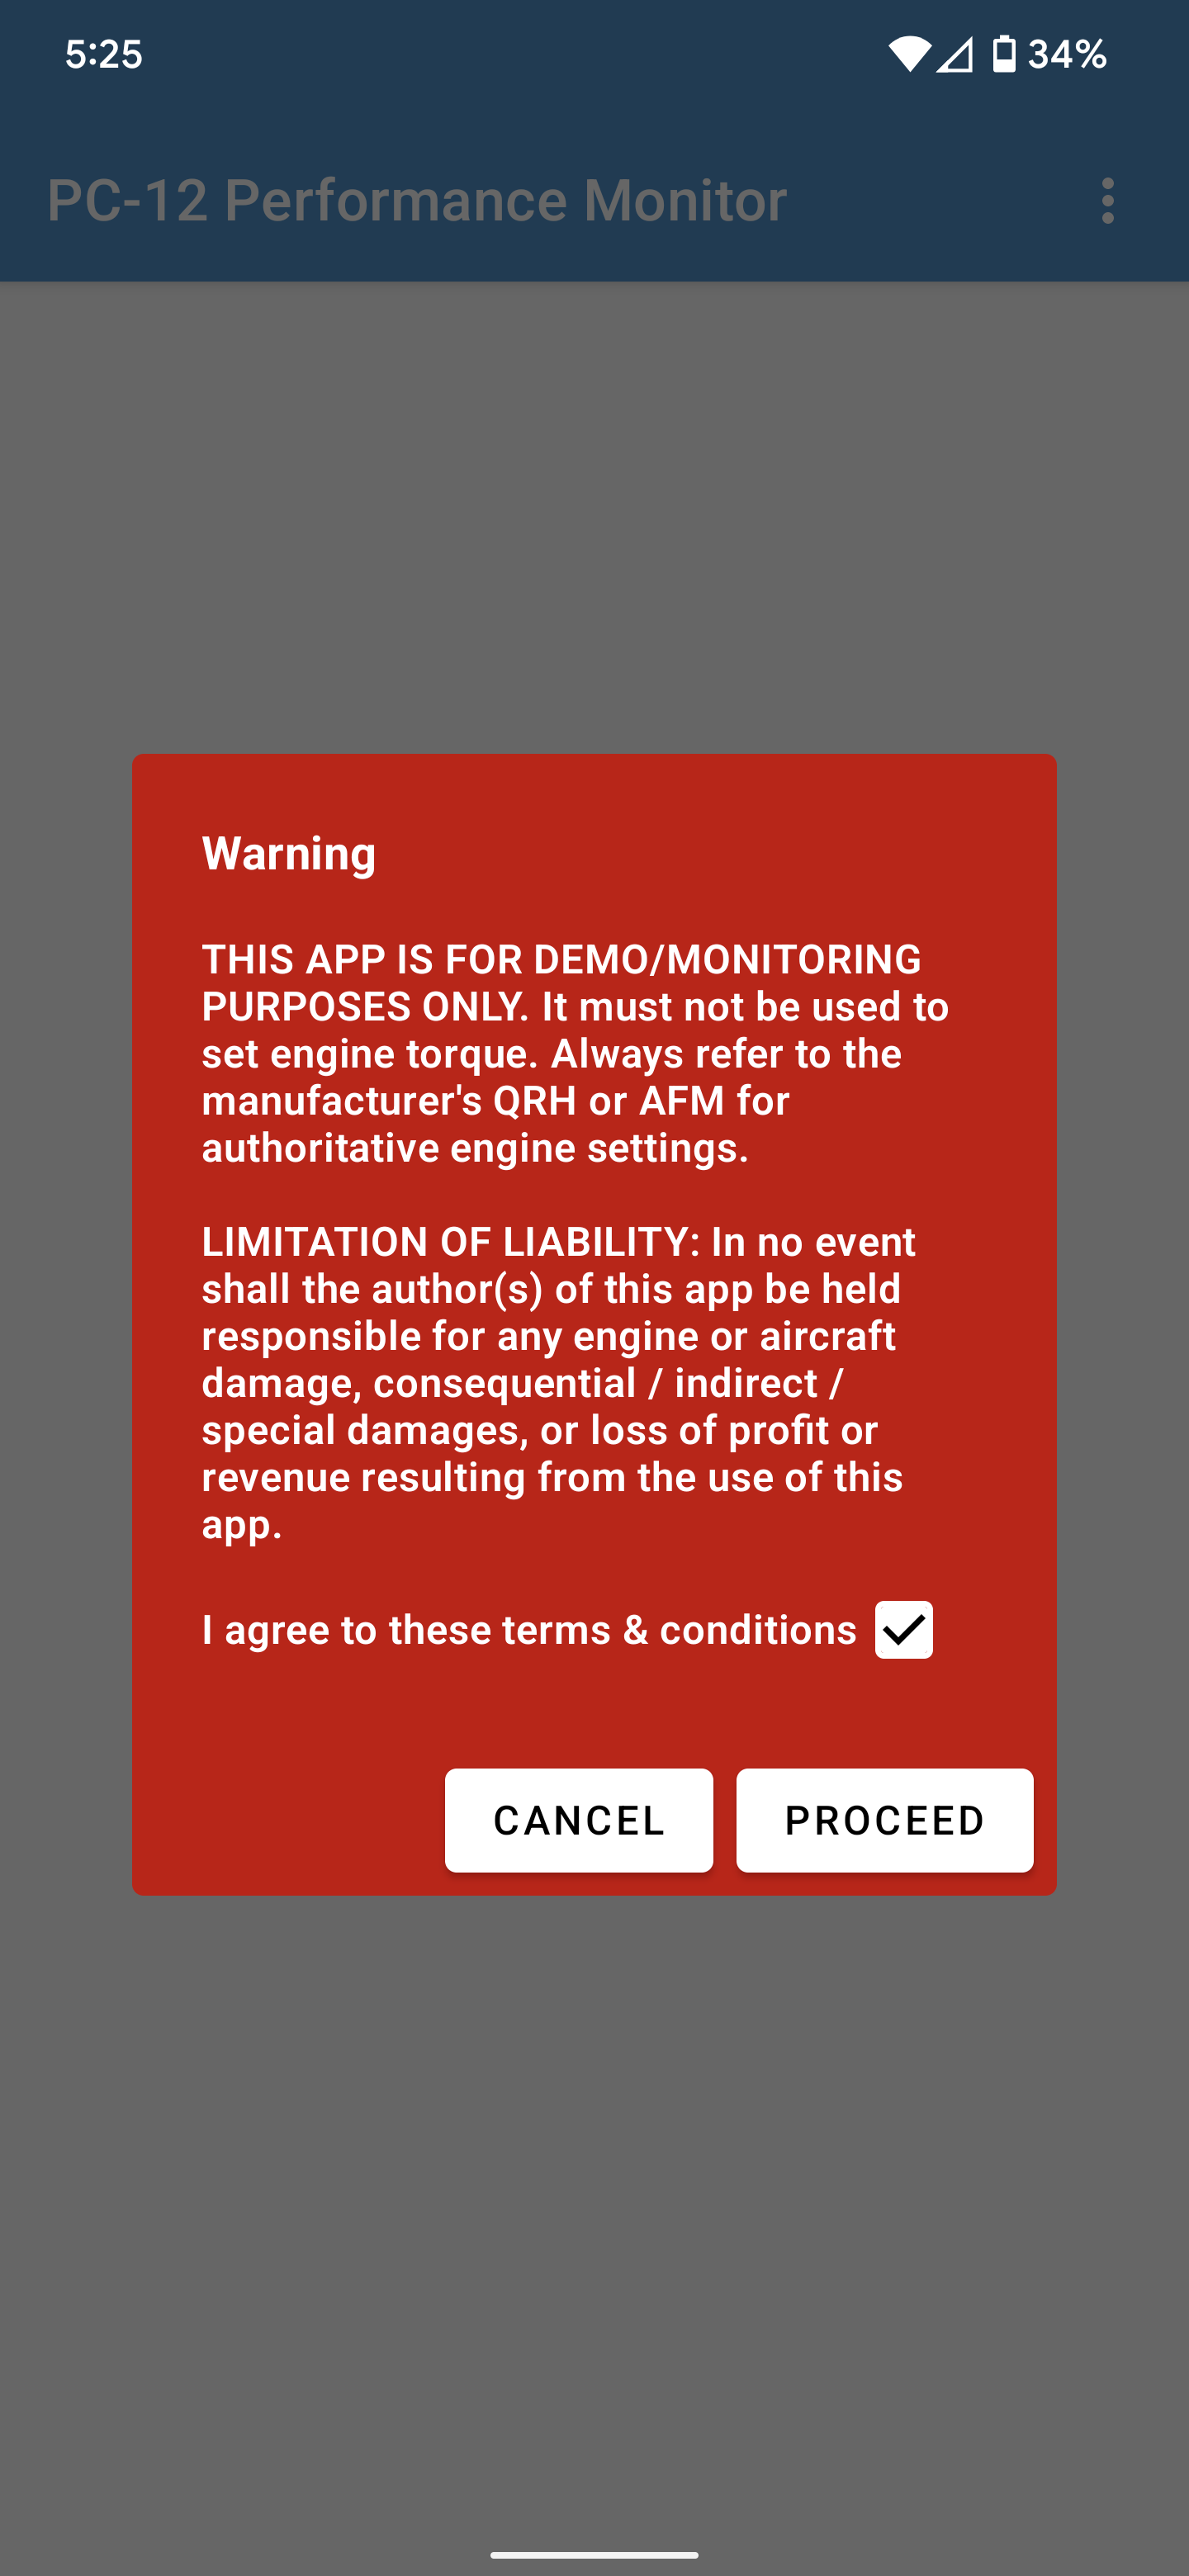 5:25
34%
PC-12 Performance Monitor
Warning
THIS APP IS FOR DEMO/MONITORING
PURPOSES ONLY. It must not be used to
set engine torque. Always refer to the
manufacturer's QRH or AFM for
authoritative engine settings.
LIMITATION OF LIABILITY: In no event
shall the author(s) of this app be held
responsible for any engine or aircraft
damage, consequential / indirect /
special damages, or loss of profit or
revenue resulting from the use of this
app.
I agree to these terms & conditions
CANCEL
PROCEED